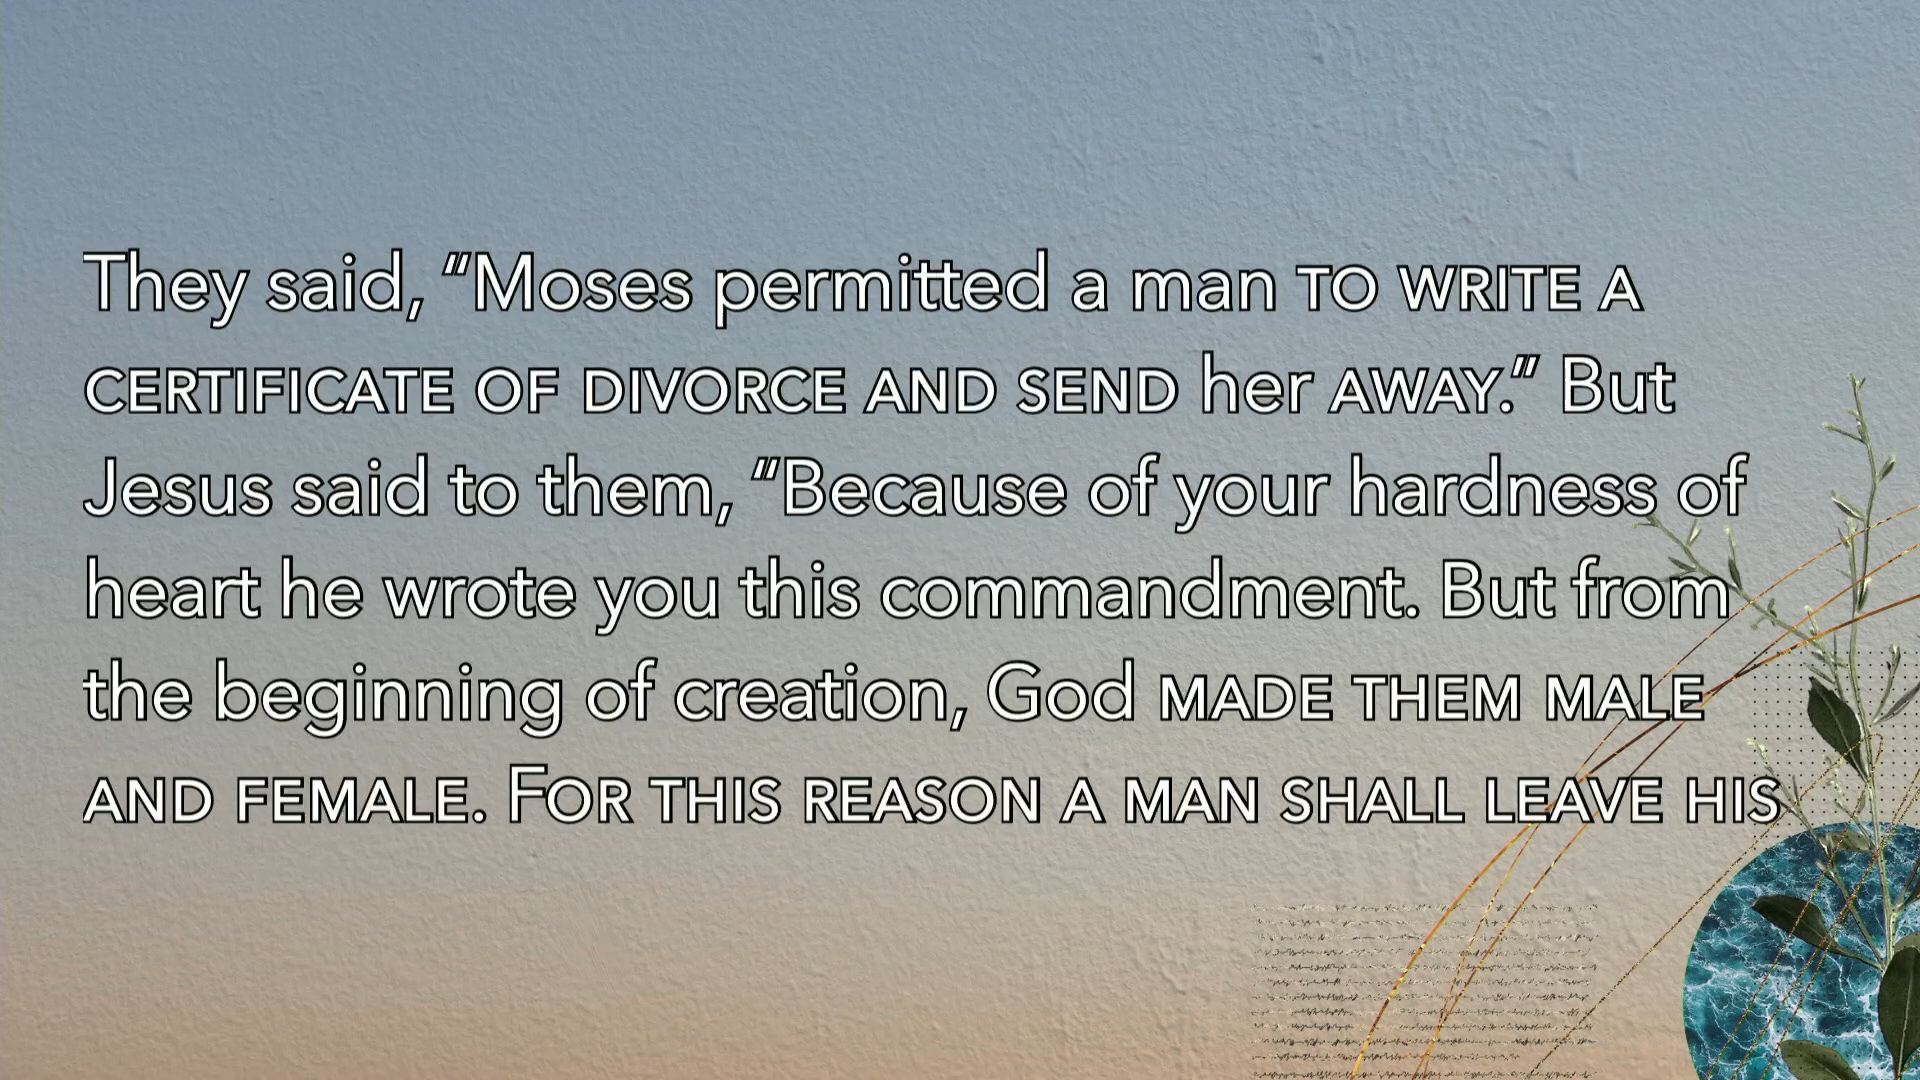 They said, “Moses permitted a man TO WRITE A
CERTIFICATE OF DIVORCE AND SEND her AWAY.” But
Jesus said to them, “Because of your hardness of
heart he wrote you this commandment. But from
the beginning of creation, God MADE THEM MALE
AND FEMALE. FOR THIS REASON A MAN SHALL LEAVE HIS